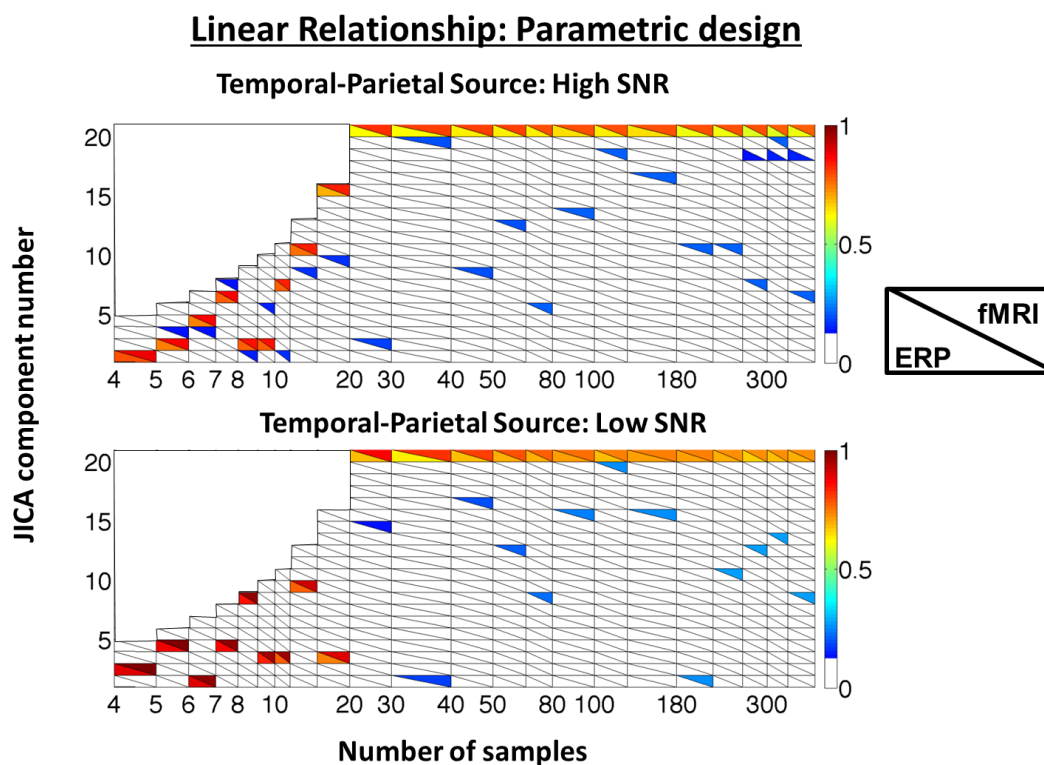 Linear Relationship: Parametric design
Temporal-Parietal Source: High SNR
JICA component number
20
15
10
5
4 5 6 7 8 10 20 30 40 50 80 100 180 300
1
0.5
0
fMRI
ERP
Temporal-Parietal Source: Low SNR
20
15
10
5
4 5 6 7 8 10 20 30 40 50 80 100 180 300
1
0.5
0
Number of samples